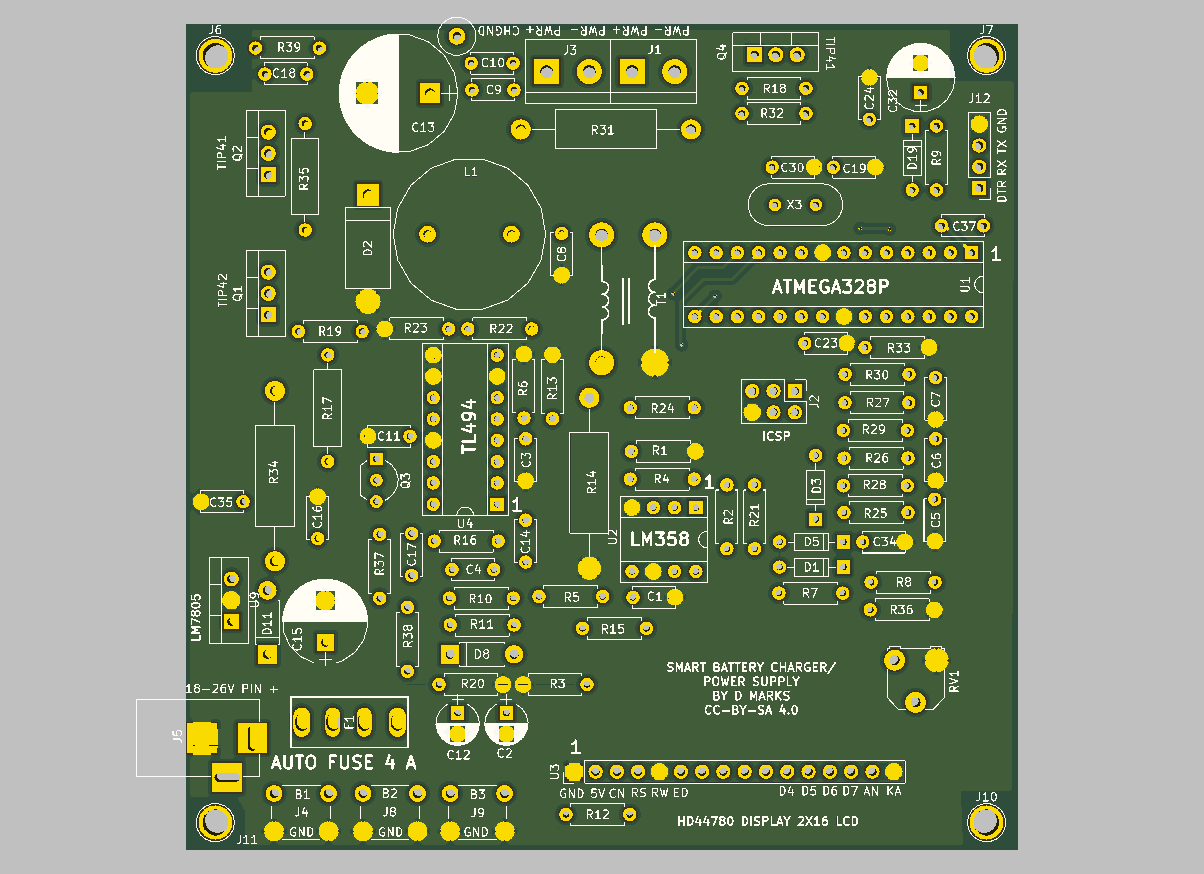 J6
R39
C18
CHGND PWR+ PWR- PWR+ PWR-
C10
C9
J3
J1
Q4
TIP41
R18
R32
C24
C32
J7
J12
C13
R31
TIP41
Q2
R35
D19
R9
DTR RX TX GND
C30
C19
X3
C37
L1
D2
C8
T1
1
ATMEGA328P
U1
TIP42
Q1
R19
R23
R22
C23
R33
R30
R27
R29
R26
R28
R25
C7
C6
C5
R17
R6
R13
TL494
R24
J2
ICSP
C11
R34
Q3
C3
R14
R1
R4
1
R2
R21
D3
C35
C16
1
U4
U2
LM358
R16
C14
D5
C34
D1
R37
C17
C4
R7
R8
R36
LM7805
U9
D11
C15
R38
R10
R11
R5
C1
R15
D8
R20
R3
SMART BATTERY CHARGER/
POWER SUPPLY
BY D MARKS
CC-BY-SA 4.0
RV1
18-26V PIN +
J5
F1
AUTO FUSE 4 A
C12
C2
1
U3
GND 5V CN RS RW ED
D4 D5 D6 D7 AN KA
B1
B2
B3
J4
J8
J9
GND
GND
GND
J11
R12
HD44780 DISPLAY 2X16 LCD
J10